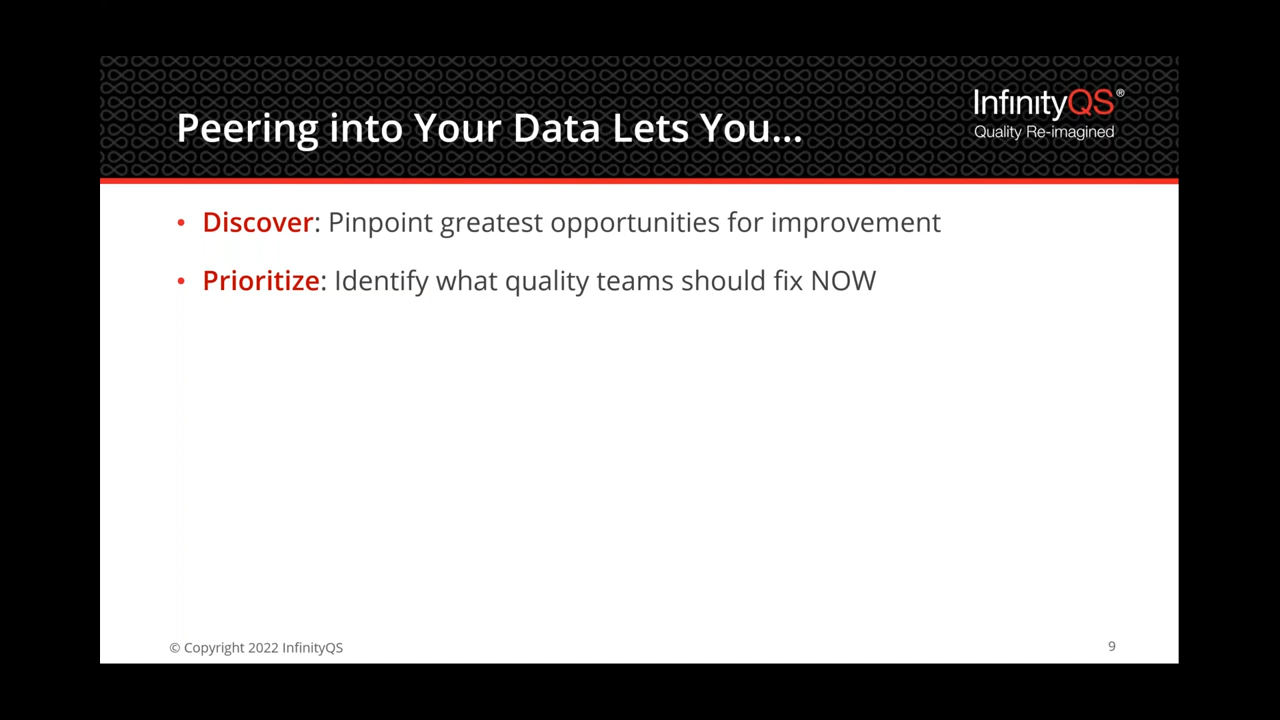 Peering into Your Data Lets You...
InfinityQS®
Quality Re-imagined
• Discover: Pinpoint greatest opportunities for improvement
• Prioritize: Identify what quality teams should fix NOW
© Copyright 2022 InfinityQS
9